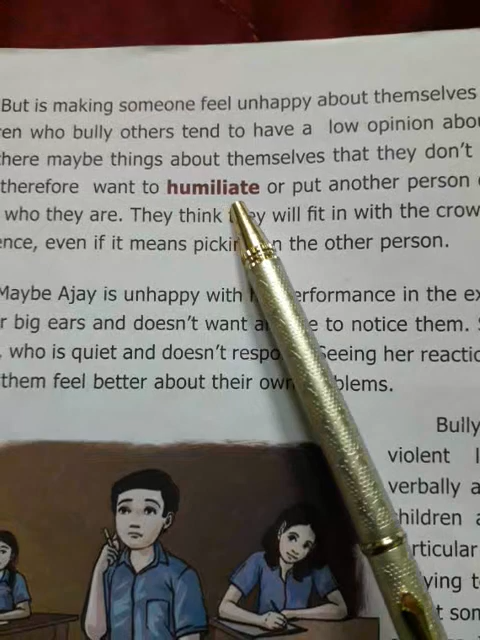 But is making someone feel unhappy about themselves
en who bully others tend to have a low opinion abou
here maybe things about themselves that they don't
therefore want to humiliate or put another person
who they are. They think will fit in with the crow
ence, even if it means the other person.
Maybe Ajay is unhappy with erformance in the ex
r big ears and doesn't want to notice them.
, who is quiet and doesn't Seeing her reactio
them feel better about their own blems.
Bully
violent
verbally a
hildren a
rticular
ying t
t som